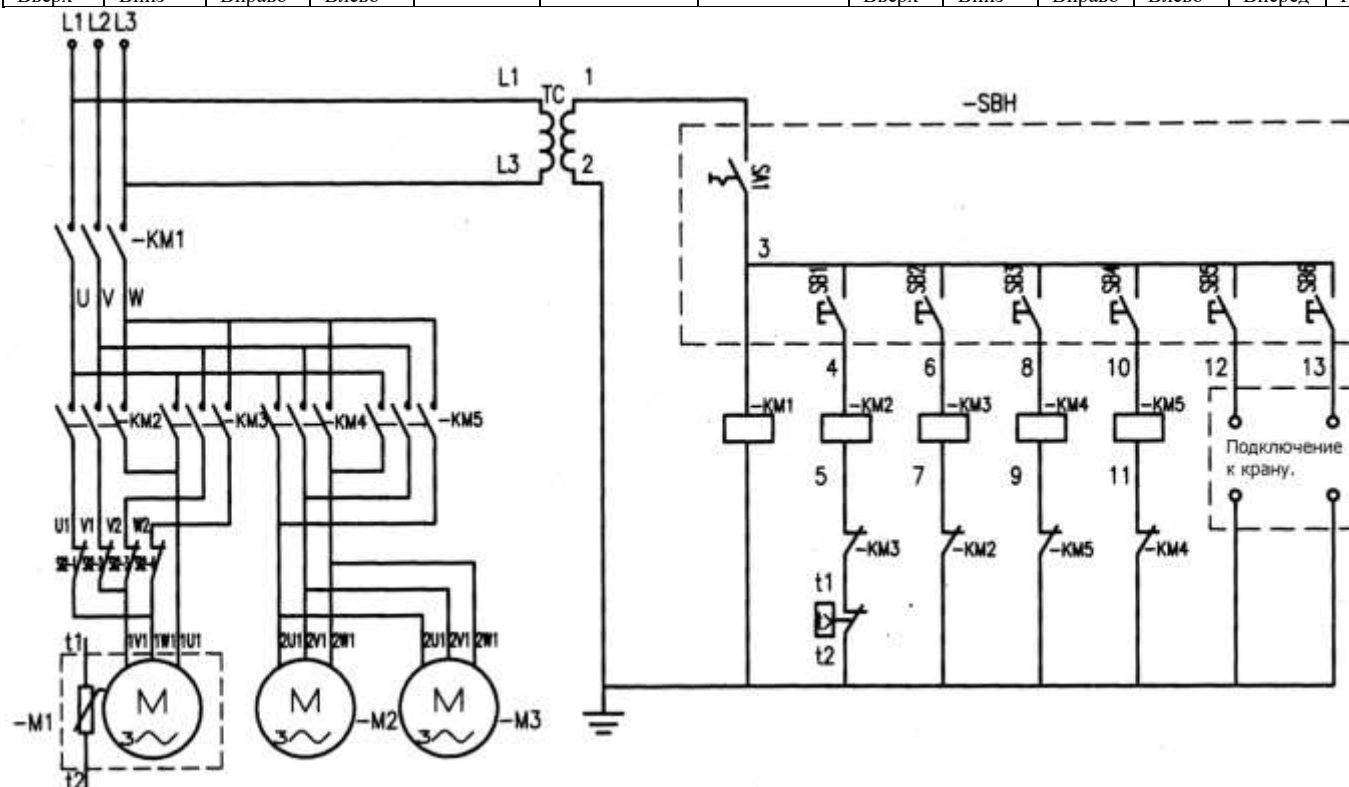 L1 L2 L3
L1 TC 1
-SBH
L3 2
SA1
-KM1
3
U V W
SB1 SB2 SB3 SB4 SB5 SB6
4 6 8 10 12 13
-KM2 -KM3 -KM4 -KM5
-KM1 -KM2 -KM3 -KM4 -KM5
Подключение
к крану.
5 7 9 11
U1 V1 V2 W2
-KM3 -KM2 -KM5 -KM4
t1
t2
t1 1V1 1W1 1U1 2U1 2V1 2W1 2U1 2V1 2W1
-M1 M 3 M 3 -M2 M 3 -M3
t2